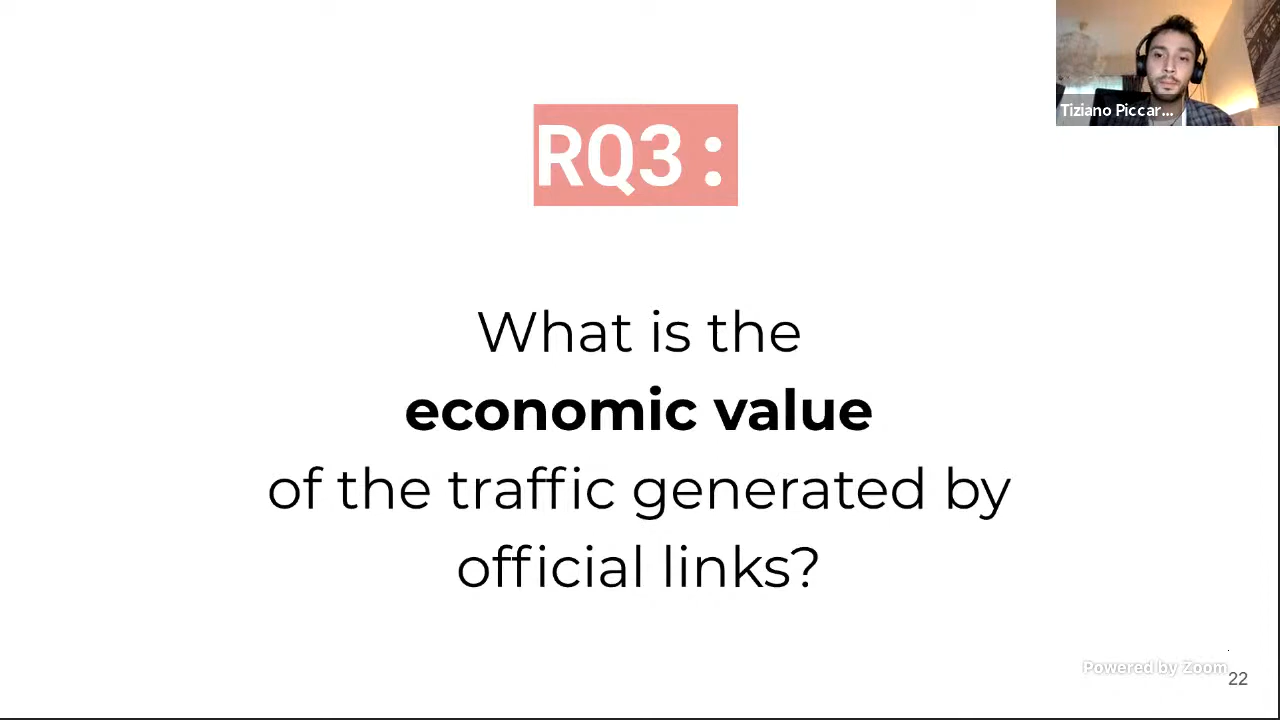 Tiziano Piccar...
RQ3:
What is the
economic value
of the traffic generated by
official links?
Powered by Zoom
22